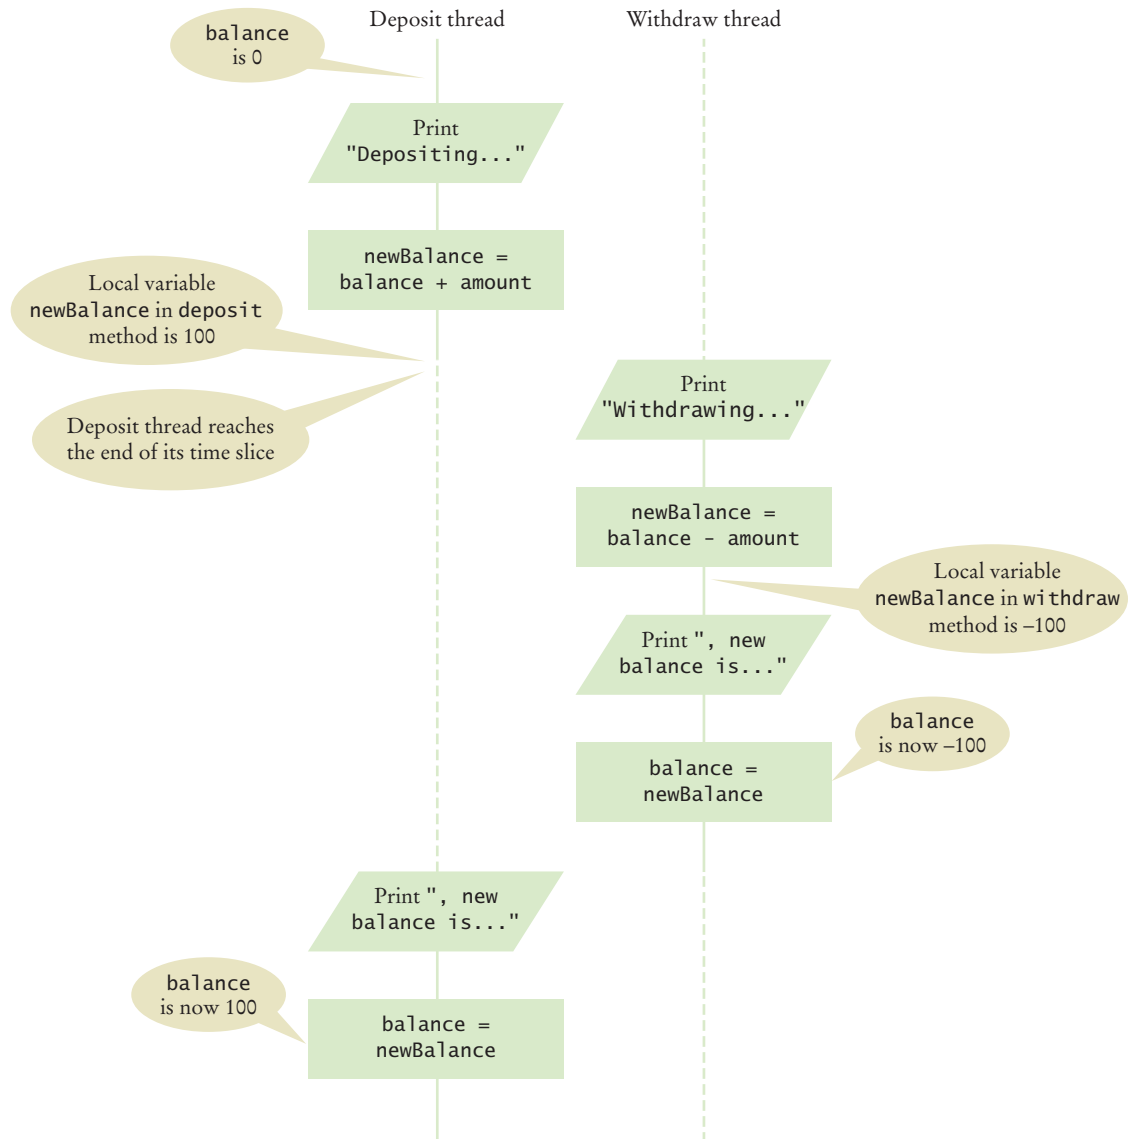 Deposit thread
Withdraw thread
balance
is 0
Print
"Depositing..."
newBalance =
balance + amount
Local variable
newBalance in deposit
method is 100
Deposit thread reaches
the end of its time slice
Print
"Withdrawing..."
newBalance =
balance - amount
Local variable
newBalance in withdraw
method is –100
Print ", new
balance is..."
balance
is now –100
balance =
newBalance
Print ", new
balance is..."
balance
is now 100
balance =
newBalance